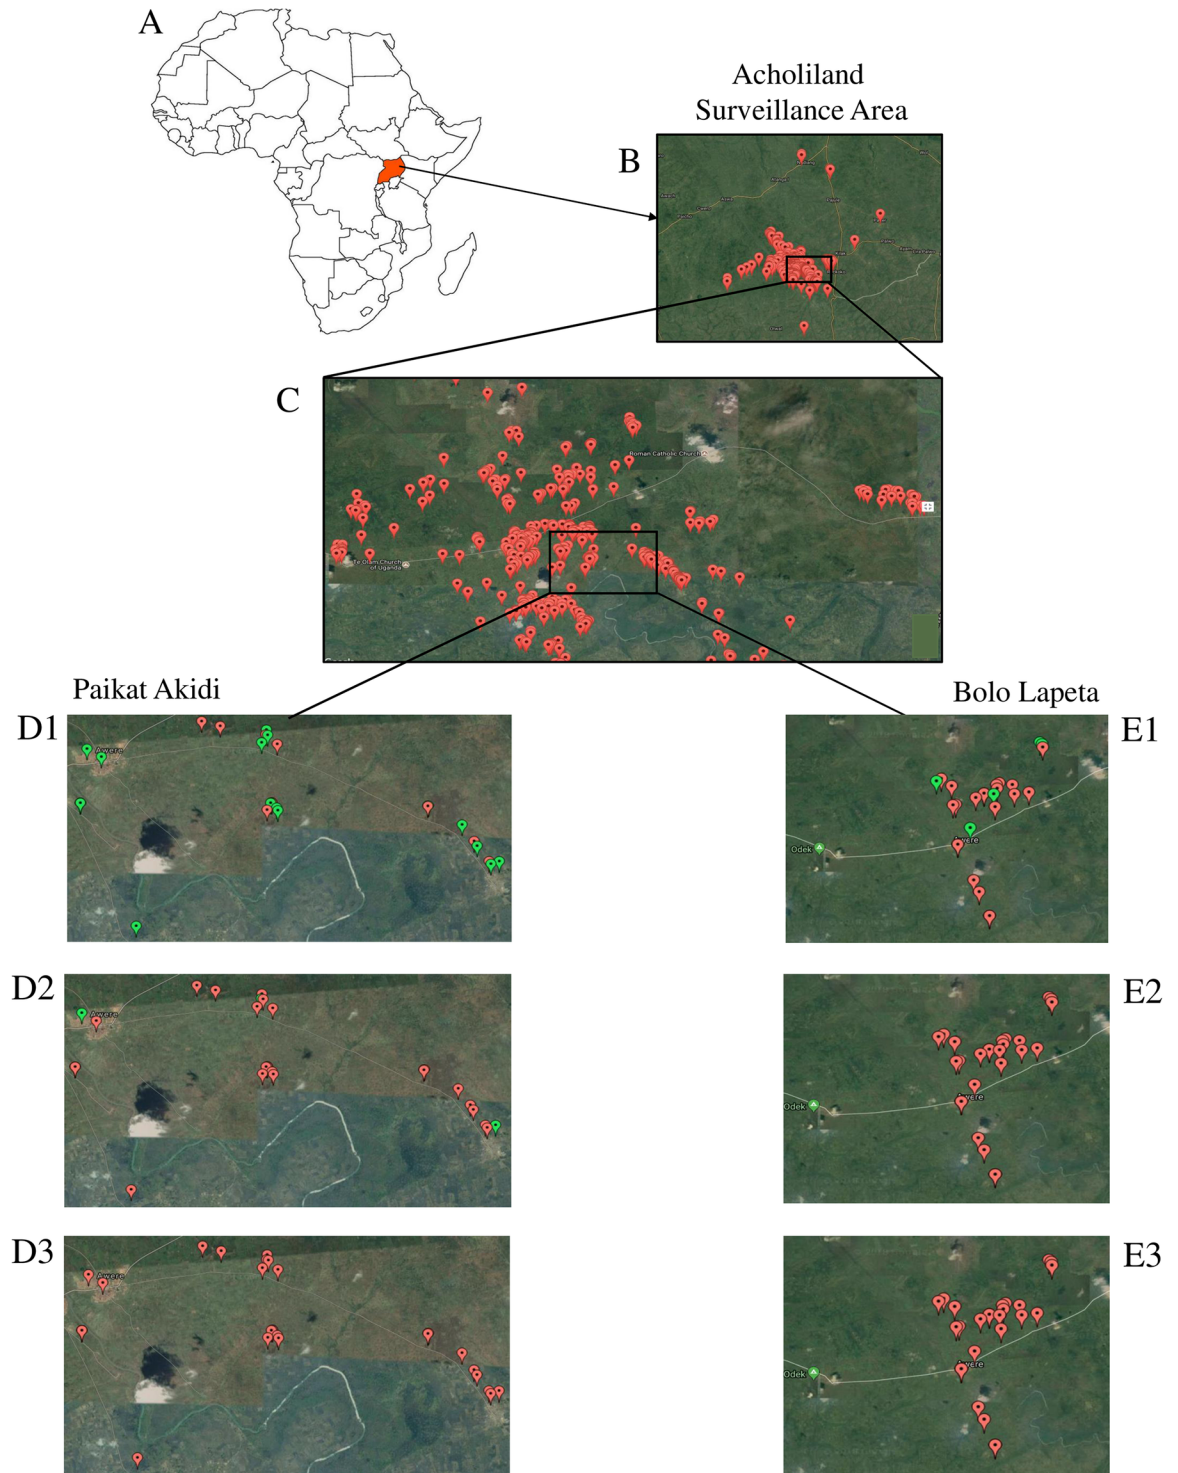 A
Acholiland
Surveillance Area
B
C
Roman Catholic Church
Te Olam Church
of Uganda
Paikat Akidi
Bolo Lapeta
D1
Awere
E1
Awere
Odek
D2
Awere
E2
Awere
Odek
D3
Awere
E3
Awere
Odek